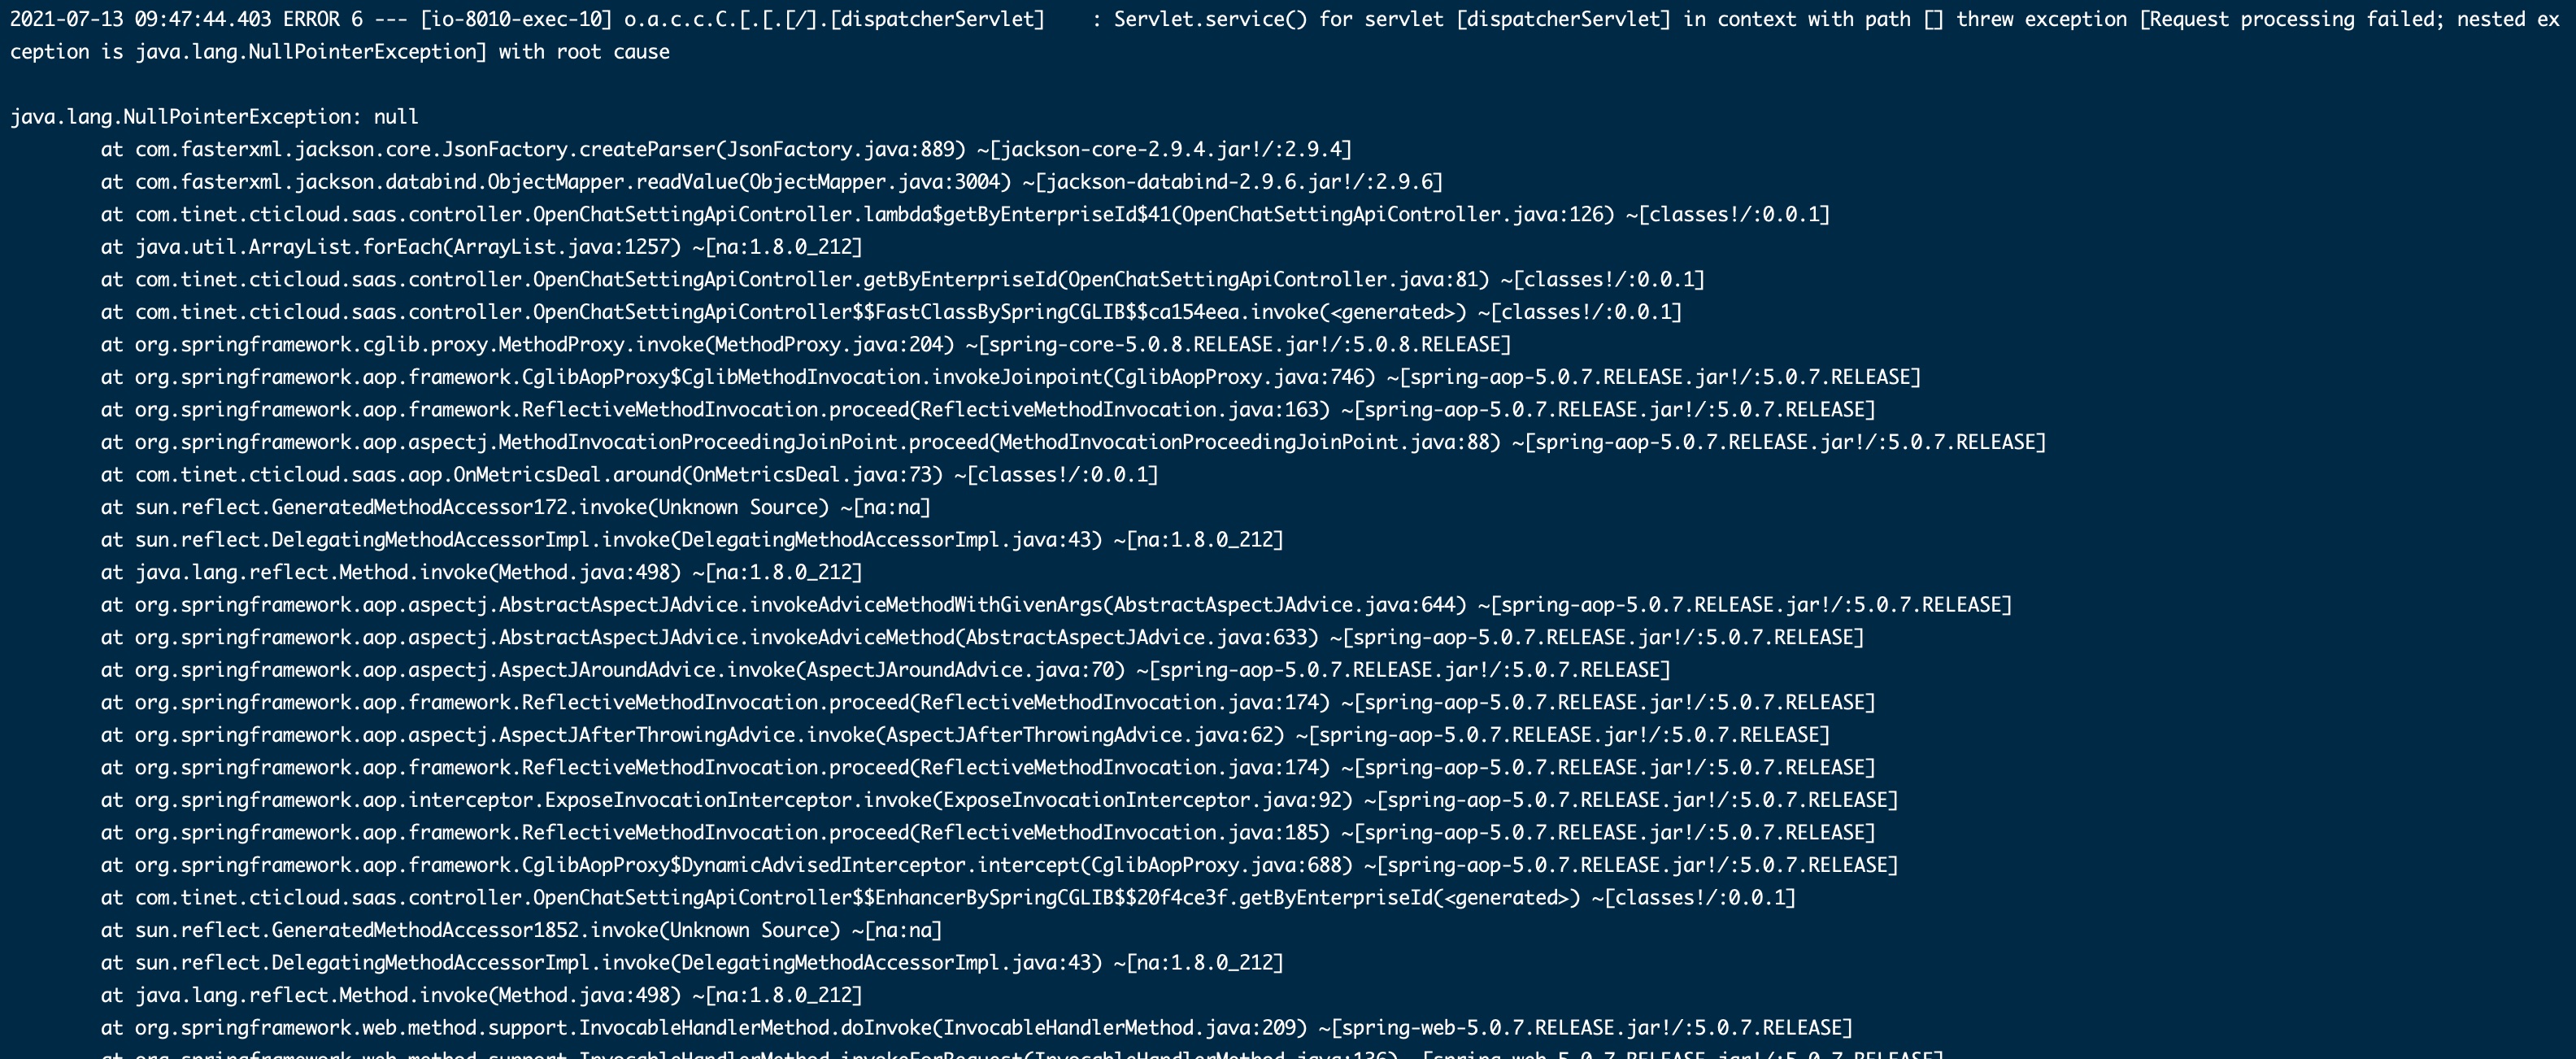 2021-07-13 09:47:44.403 ERROR 6 --- [io-8010-exec-10] o.a.c.c.C.[.[.[/].[dispatcherServlet]    : Servlet.service() for servlet [dispatcherServlet] in context with path [] threw exception [Request processing failed; nested ex
ception is java.lang.NullPointerException] with root cause
java.lang.NullPointerException: null
at com.fasterxml.jackson.core.JsonFactory.createParser(JsonFactory.java:889) ~[jackson-core-2.9.4.jar!/:2.9.4]
at com.fasterxml.jackson.databind.ObjectMapper.readValue(ObjectMapper.java:3004) ~[jackson-databind-2.9.6.jar!/:2.9.6]
at com.tinet.cticloud.saas.controller.OpenChatSettingApiController.lambda$getByEnterpriseId$41(OpenChatSettingApiController.java:126) ~[classes!/:0.0.1]
at java.util.ArrayList.forEach(ArrayList.java:1257) ~[na:1.8.0_212]
at com.tinet.cticloud.saas.controller.OpenChatSettingApiController.getByEnterpriseId(OpenChatSettingApiController.java:81) ~[classes!/:0.0.1]
at com.tinet.cticloud.saas.controller.OpenChatSettingApiController$$FastClassBySpringCGLIB$$ca154eea.invoke(<generated>) ~[classes!/:0.0.1]
at org.springframework.cglib.proxy.MethodProxy.invoke(MethodProxy.java:204) ~[spring-core-5.0.8.RELEASE.jar!/:5.0.8.RELEASE]
at org.springframework.aop.framework.CglibAopProxy$CglibMethodInvocation.invokeJoinpoint(CglibAopProxy.java:746) ~[spring-aop-5.0.7.RELEASE.jar!/:5.0.7.RELEASE]
at org.springframework.aop.framework.ReflectiveMethodInvocation.proceed(ReflectiveMethodInvocation.java:163) ~[spring-aop-5.0.7.RELEASE.jar!/:5.0.7.RELEASE]
at org.springframework.aop.aspectj.MethodInvocationProceedingJoinPoint.proceed(MethodInvocationProceedingJoinPoint.java:88) ~[spring-aop-5.0.7.RELEASE.jar!/:5.0.7.RELEASE]
at com.tinet.cticloud.saas.aop.OnMetricsDeal.around(OnMetricsDeal.java:73) ~[classes!/:0.0.1]
at sun.reflect.GeneratedMethodAccessor172.invoke(Unknown Source) ~[na:na]
at sun.reflect.DelegatingMethodAccessorImpl.invoke(DelegatingMethodAccessorImpl.java:43) ~[na:1.8.0_212]
at java.lang.reflect.Method.invoke(Method.java:498) ~[na:1.8.0_212]
at org.springframework.aop.aspectj.AbstractAspectJAdvice.invokeAdviceMethodWithGivenArgs(AbstractAspectJAdvice.java:644) ~[spring-aop-5.0.7.RELEASE.jar!/:5.0.7.RELEASE]
at org.springframework.aop.aspectj.AbstractAspectJAdvice.invokeAdviceMethod(AbstractAspectJAdvice.java:633) ~[spring-aop-5.0.7.RELEASE.jar!/:5.0.7.RELEASE]
at org.springframework.aop.aspectj.AspectJAroundAdvice.invoke(AspectJAroundAdvice.java:70) ~[spring-aop-5.0.7.RELEASE.jar!/:5.0.7.RELEASE]
at org.springframework.aop.framework.ReflectiveMethodInvocation.proceed(ReflectiveMethodInvocation.java:174) ~[spring-aop-5.0.7.RELEASE.jar!/:5.0.7.RELEASE]
at org.springframework.aop.aspectj.AspectJAfterThrowingAdvice.invoke(AspectJAfterThrowingAdvice.java:62) ~[spring-aop-5.0.7.RELEASE.jar!/:5.0.7.RELEASE]
at org.springframework.aop.framework.ReflectiveMethodInvocation.proceed(ReflectiveMethodInvocation.java:174) ~[spring-aop-5.0.7.RELEASE.jar!/:5.0.7.RELEASE]
at org.springframework.aop.interceptor.ExposeInvocationInterceptor.invoke(ExposeInvocationInterceptor.java:92) ~[spring-aop-5.0.7.RELEASE.jar!/:5.0.7.RELEASE]
at org.springframework.aop.framework.ReflectiveMethodInvocation.proceed(ReflectiveMethodInvocation.java:185) ~[spring-aop-5.0.7.RELEASE.jar!/:5.0.7.RELEASE]
at org.springframework.aop.framework.CglibAopProxy$DynamicAdvisedInterceptor.intercept(CglibAopProxy.java:688) ~[spring-aop-5.0.7.RELEASE.jar!/:5.0.7.RELEASE]
at com.tinet.cticloud.saas.controller.OpenChatSettingApiController$$EnhancerBySpringCGLIB$$20f4ce3f.getByEnterpriseId(<generated>) ~[classes!/:0.0.1]
at sun.reflect.GeneratedMethodAccessor1852.invoke(Unknown Source) ~[na:na]
at sun.reflect.DelegatingMethodAccessorImpl.invoke(DelegatingMethodAccessorImpl.java:43) ~[na:1.8.0_212]
at java.lang.reflect.Method.invoke(Method.java:498) ~[na:1.8.0_212]
at org.springframework.web.method.support.InvocableHandlerMethod.doInvoke(InvocableHandlerMethod.java:209) ~[spring-web-5.0.7.RELEASE.jar!/:5.0.7.RELEASE]
at org.springframework.web.method.support.InvocableHandlerMethod.invokeForRequest(InvocableHandlerMethod.java:136) ~[spring-web-5.0.7.RELEASE.jar!/:5.0.7.RELEASE]